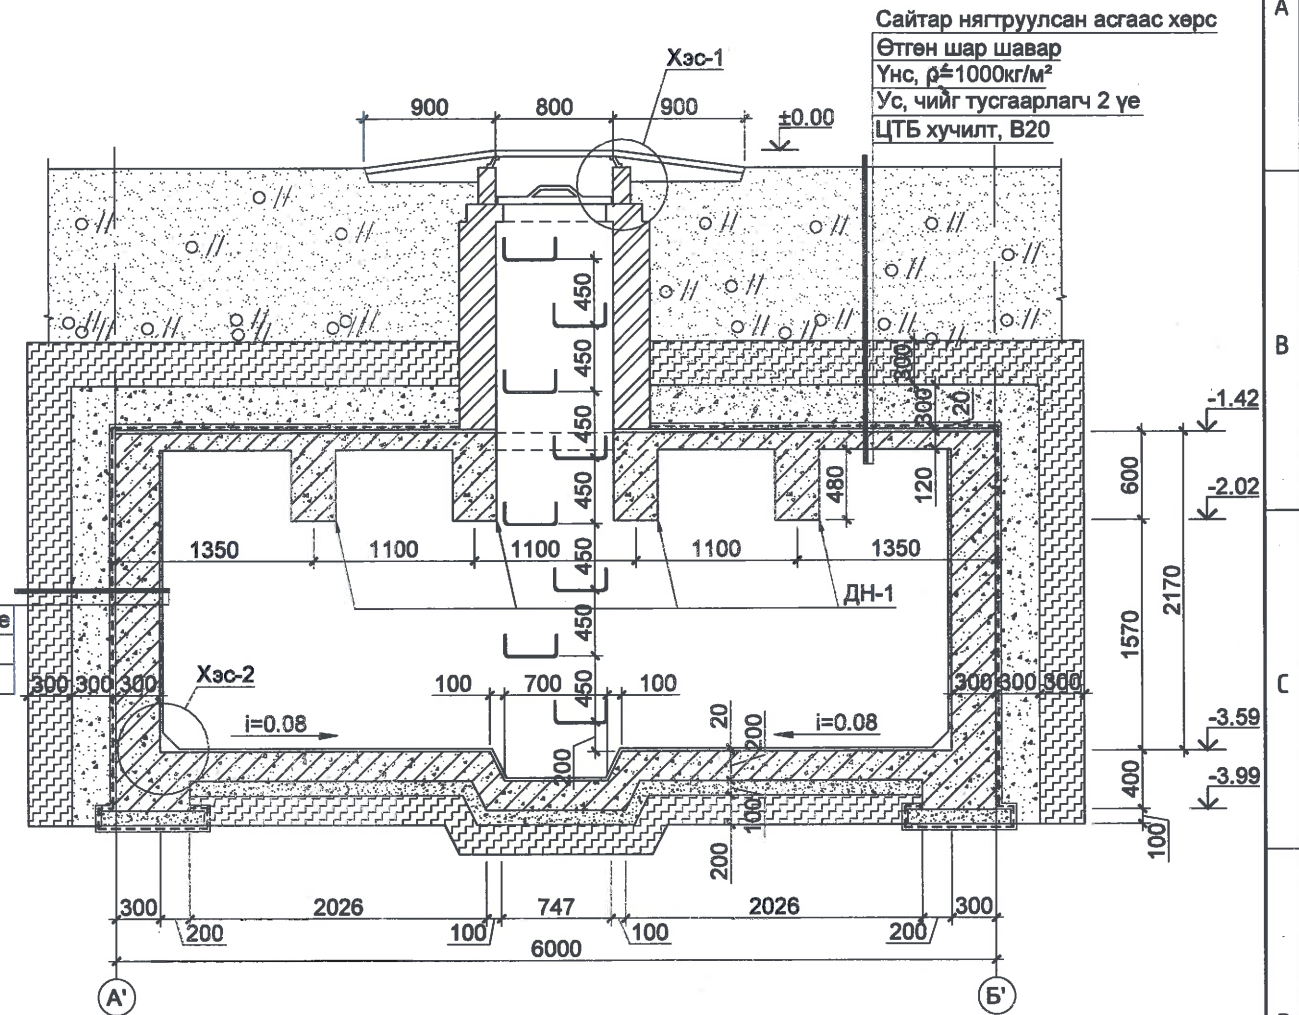 A
Сайтар нягтруулсан асгаас хөрс
Өтгөн шар шавар
Үнс, ρ≦1000кг/м²
Ус, чийг тусгаарлагч 2 үе
ЦТБ хучилт, В20
Хэс-1
900 800 900
±0.00
450
450
450
450
450
450
450
B
300
300
20
-1.42
480
120
600
-2.02
1350 1100 1100 1100 1350
ДН-1
2170
1570
Хэс-2
300 300 300
100 700 100
300 300 300
C
i=0.08
20
200
i=0.08
-3.59
200
400
-3.99
100
200
100
300 2026 747 2026 300
200 100 100 200
6000
А'
Б'